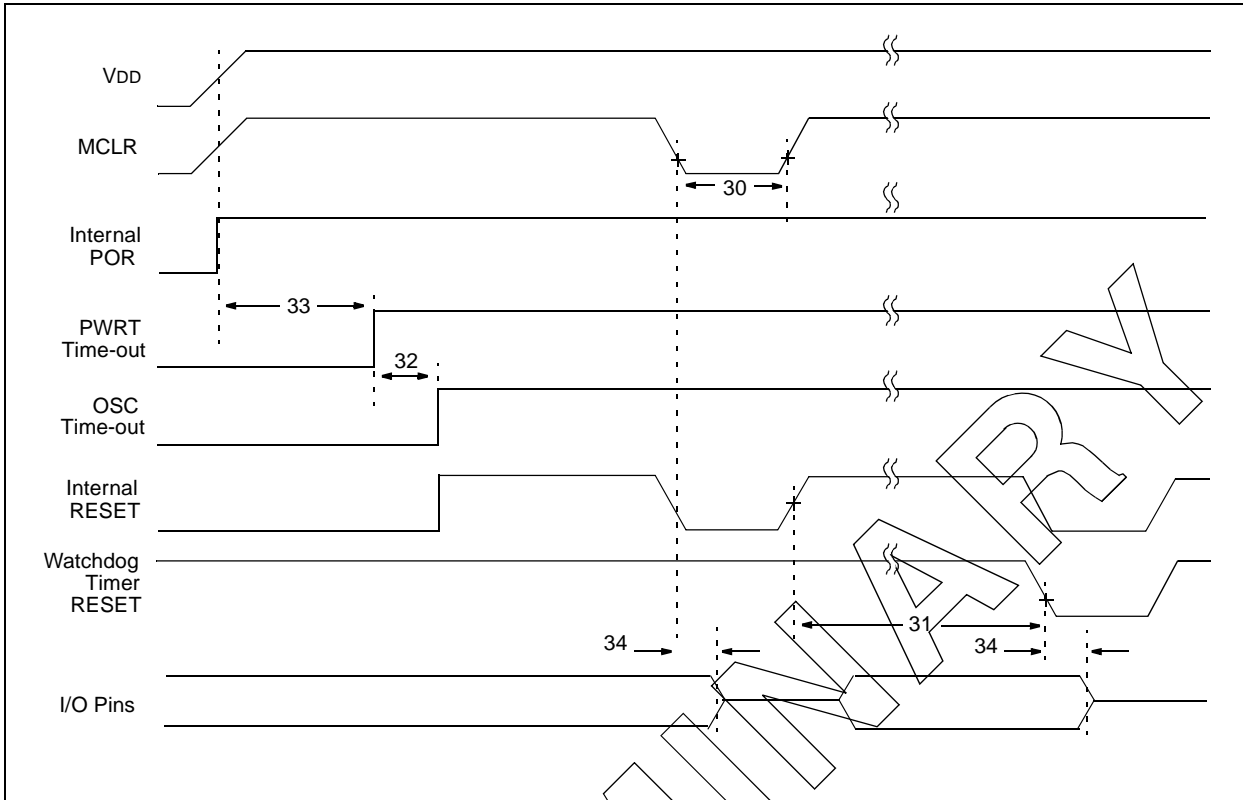 VDD
MCLR
30
Internal
POR
33
PWRT
Time-out
32
OSC
Time-out
Internal
RESET
Watchdog
Timer
RESET
31
34
34
I/O Pins
INARY